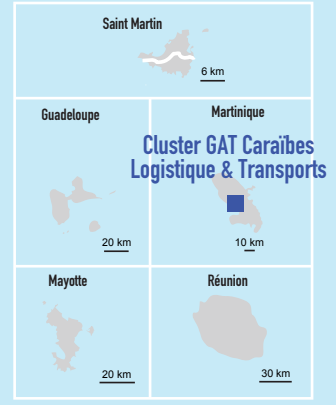 Saint Martin
6 km
Guadeloupe
20 km
Martinique
Cluster GAT Caraïbes
Logistique & Transports
10 km
Mayotte
20 km
Réunion
30 km